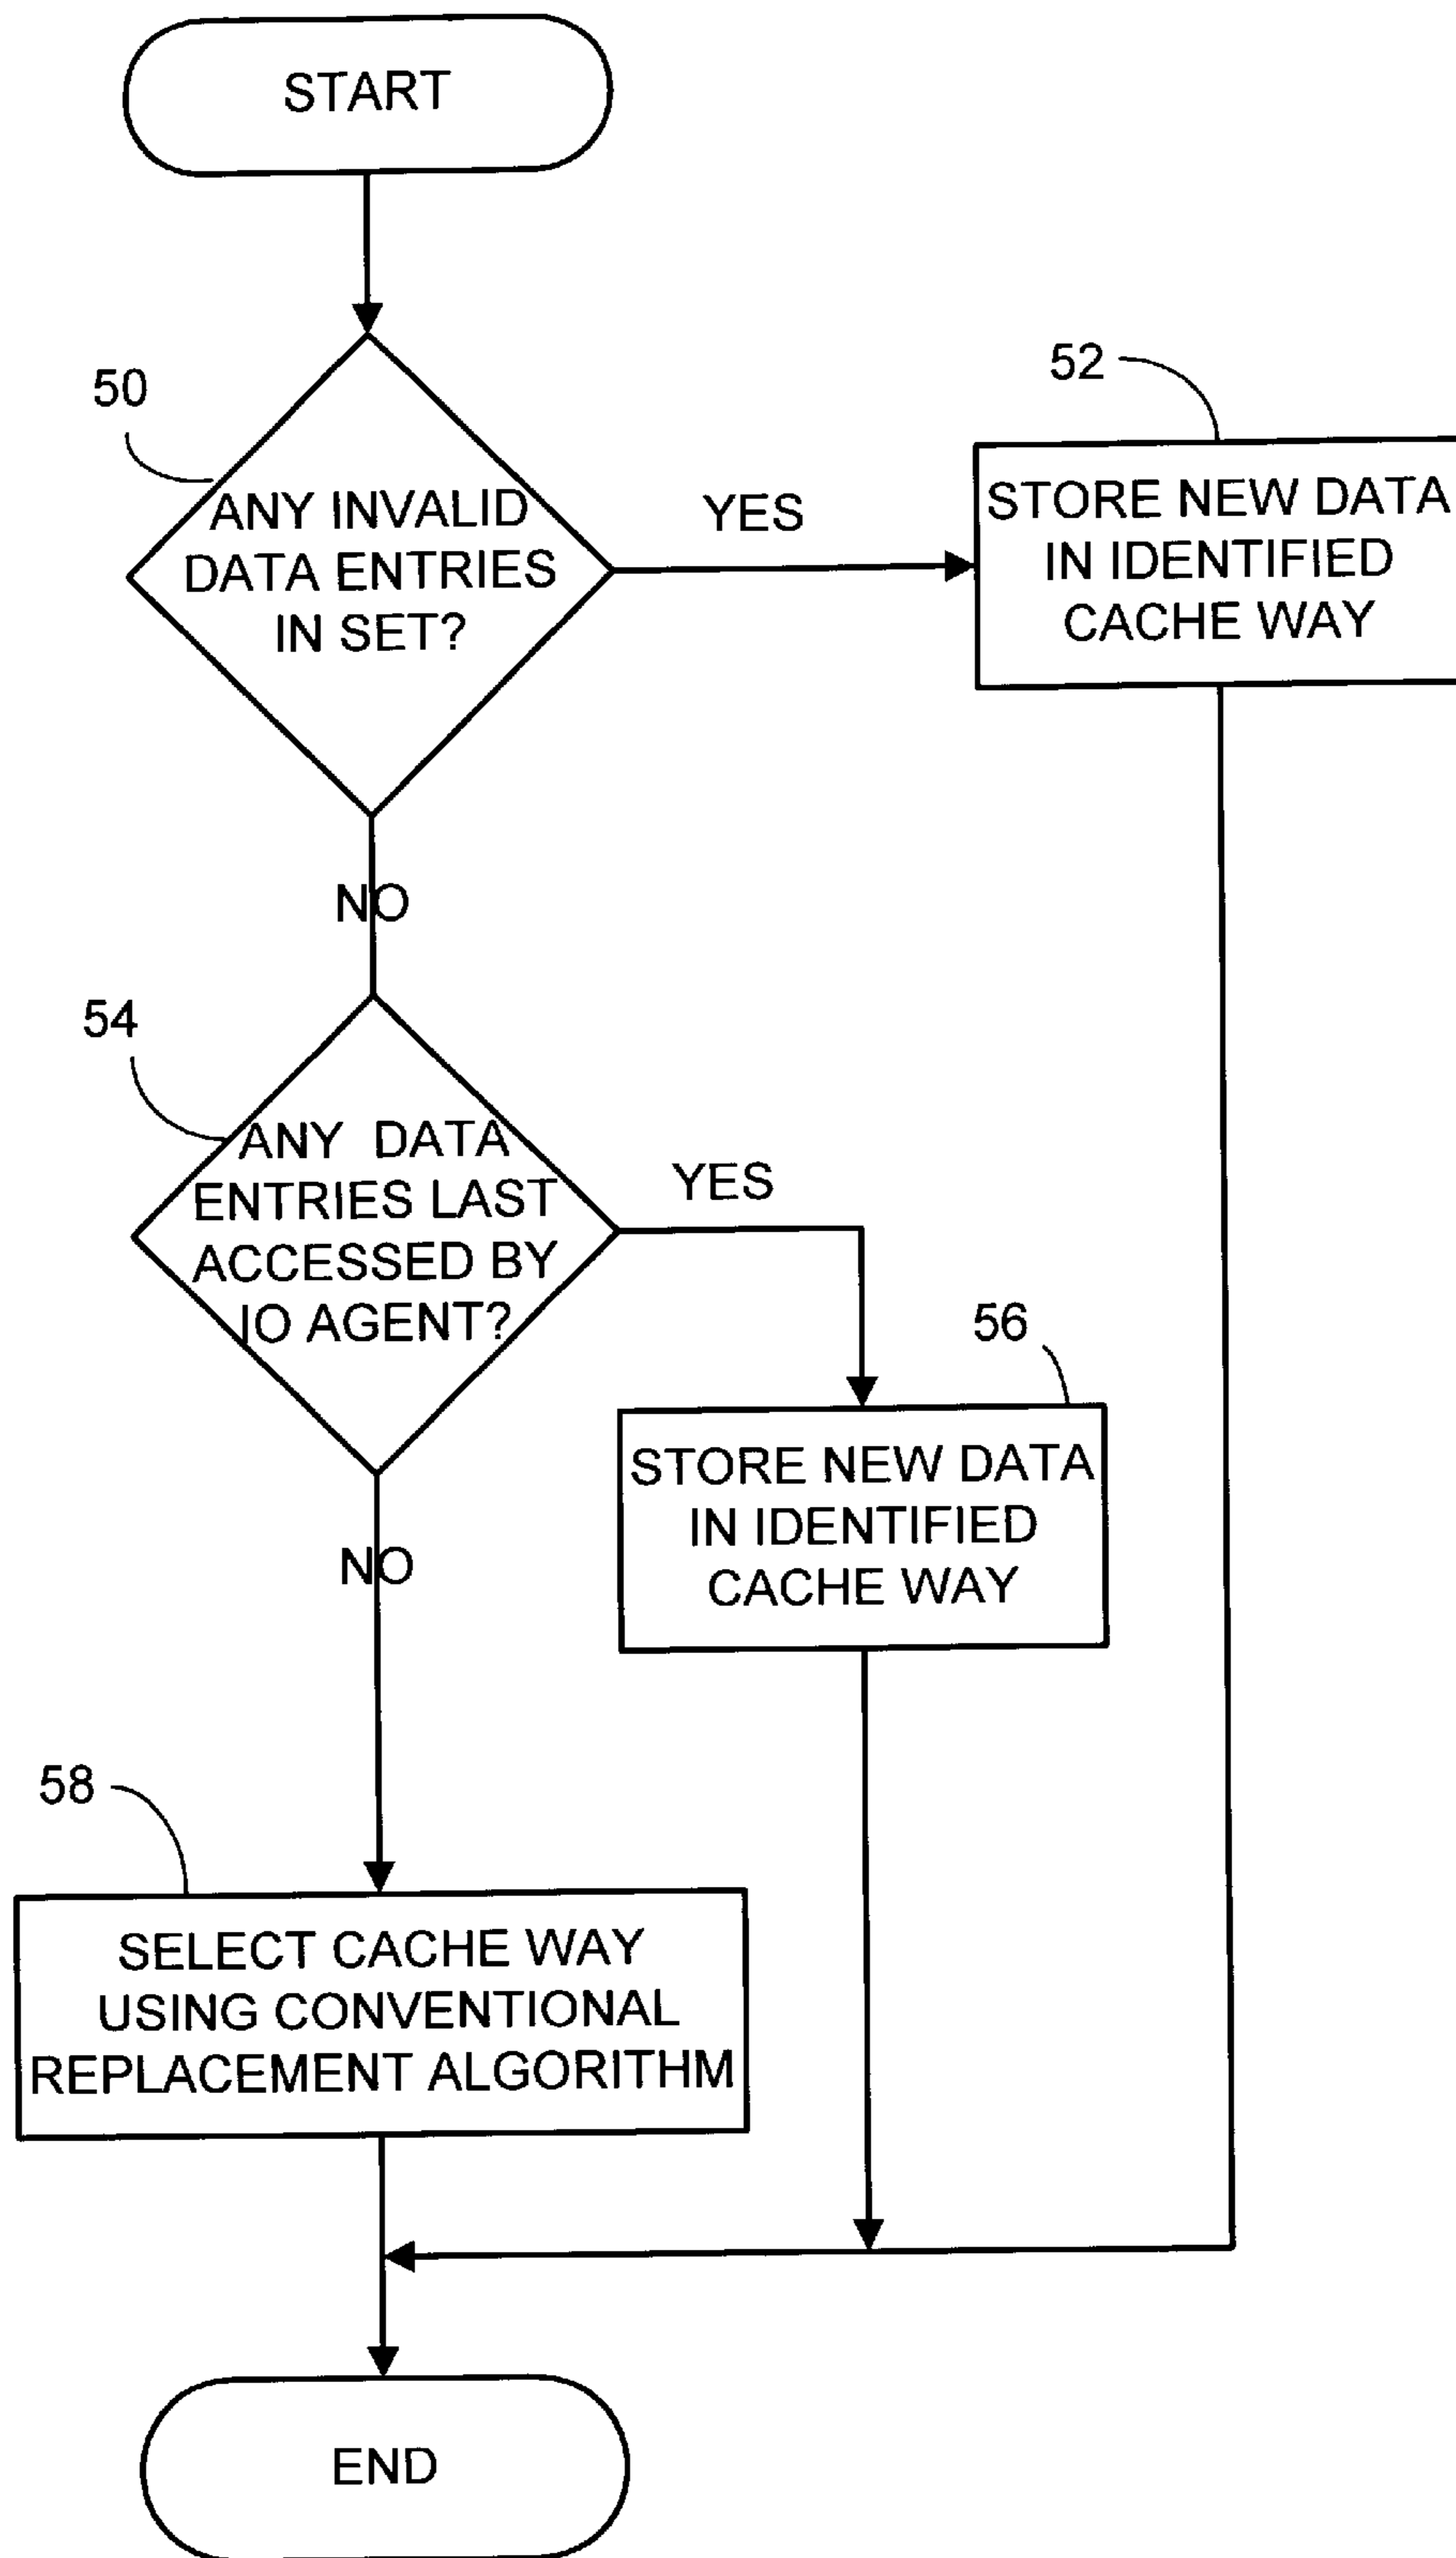 START
50
ANY INVALID
DATA ENTRIES
IN SET?
YES
52
STORE NEW DATA
IN IDENTIFIED
CACHE WAY
NO
54
ANY DATA
ENTRIES LAST
ACCESSED BY
IO AGENT?
YES
56
STORE NEW DATA
IN IDENTIFIED
CACHE WAY
NO
58
SELECT CACHE WAY
USING CONVENTIONAL
REPLACEMENT ALGORITHM
END